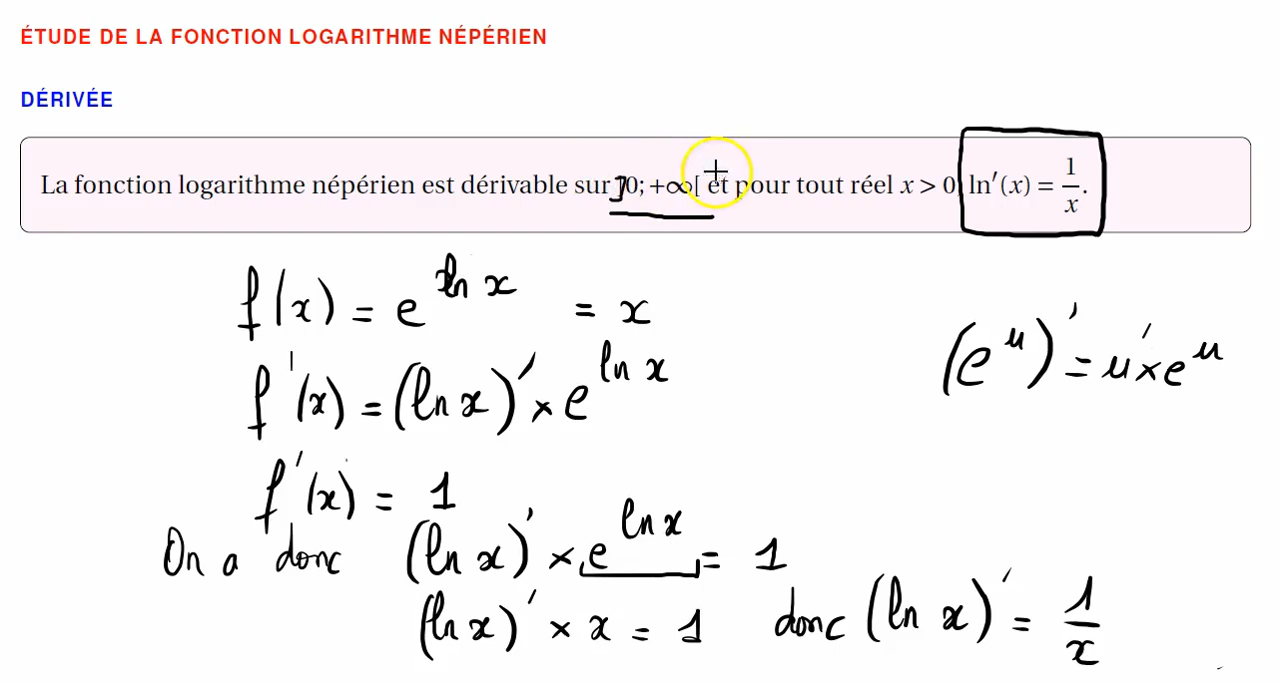 ÉTUDE DE LA FONCTION LOGARITHME NÉPÉRIEN
DÉRIVÉE
La fonction logarithme népérien est dérivable sur ]0; +∞[ et pour tout réel x > 0, ln′(x) = 1/x.
f(x) = e^(ln x) = x
(e^u)' = u' × e^u
f'(x) = (ln x)' × e^(ln x)
f'(x) = 1
On a donc (ln x)' × e^(ln x) = 1
(ln x)' × x = 1 donc (ln x)' = 1/x